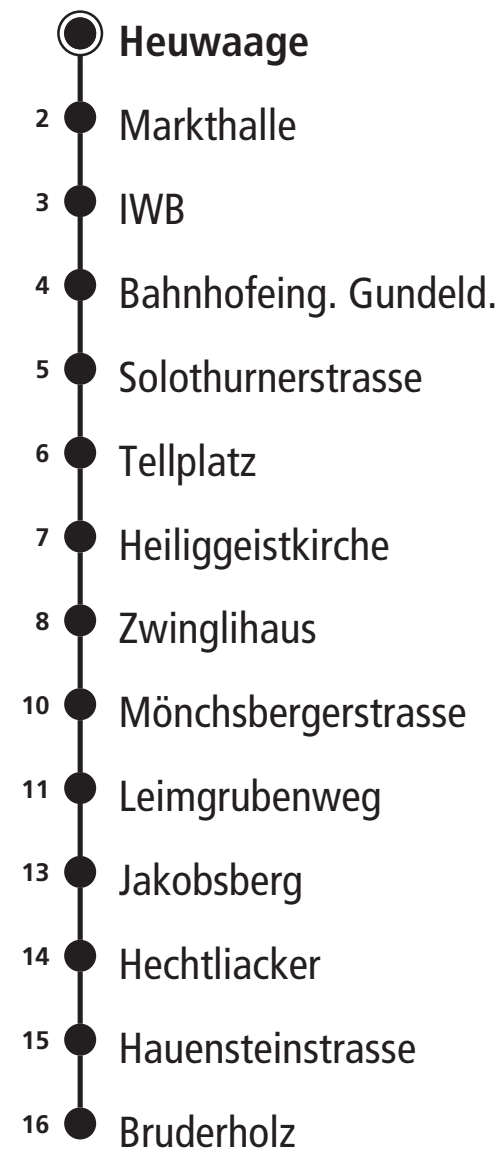 Heuwaage
2 Markthalle
3 IWB
4 Bahnhofeing. Gundeld.
5 Solothurnerstrasse
6 Tellplatz
7 Heiliggeistkirche
8 Zwinglihaus
10 Mönchsbergerstrasse
11 Leimgrubenweg
13 Jakobsberg
14 Hechtliacker
15 Hauensteinstrasse
16 Bruderholz